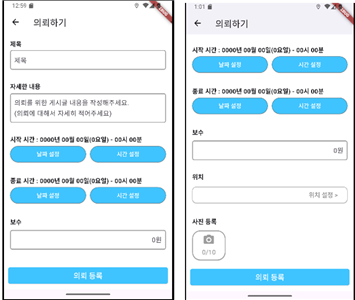 12:59
의뢰하기
제목
제목
자세한 내용
의뢰를 위한 게시글 내용을 작성해주세요.
(의뢰에 대해서 자세히 적어주세요)
시작 시간 : 0000년 00월 00일(0요일) - 00시 00분
날짜 설정
시간 설정
종료 시간 : 0000년 00월 00일(0요일) - 00시 00분
날짜 설정
시간 설정
보수
0원
의뢰 등록
1:01
의뢰하기
시작 시간 : 0000년 00월 00일(0요일) - 00시 00분
날짜 설정
시간 설정
종료 시간 : 0000년 00월 00일(0요일) - 00시 00분
날짜 설정
시간 설정
보수
0원
위치
위치 설정 >
사진 등록
0/10
의뢰 등록